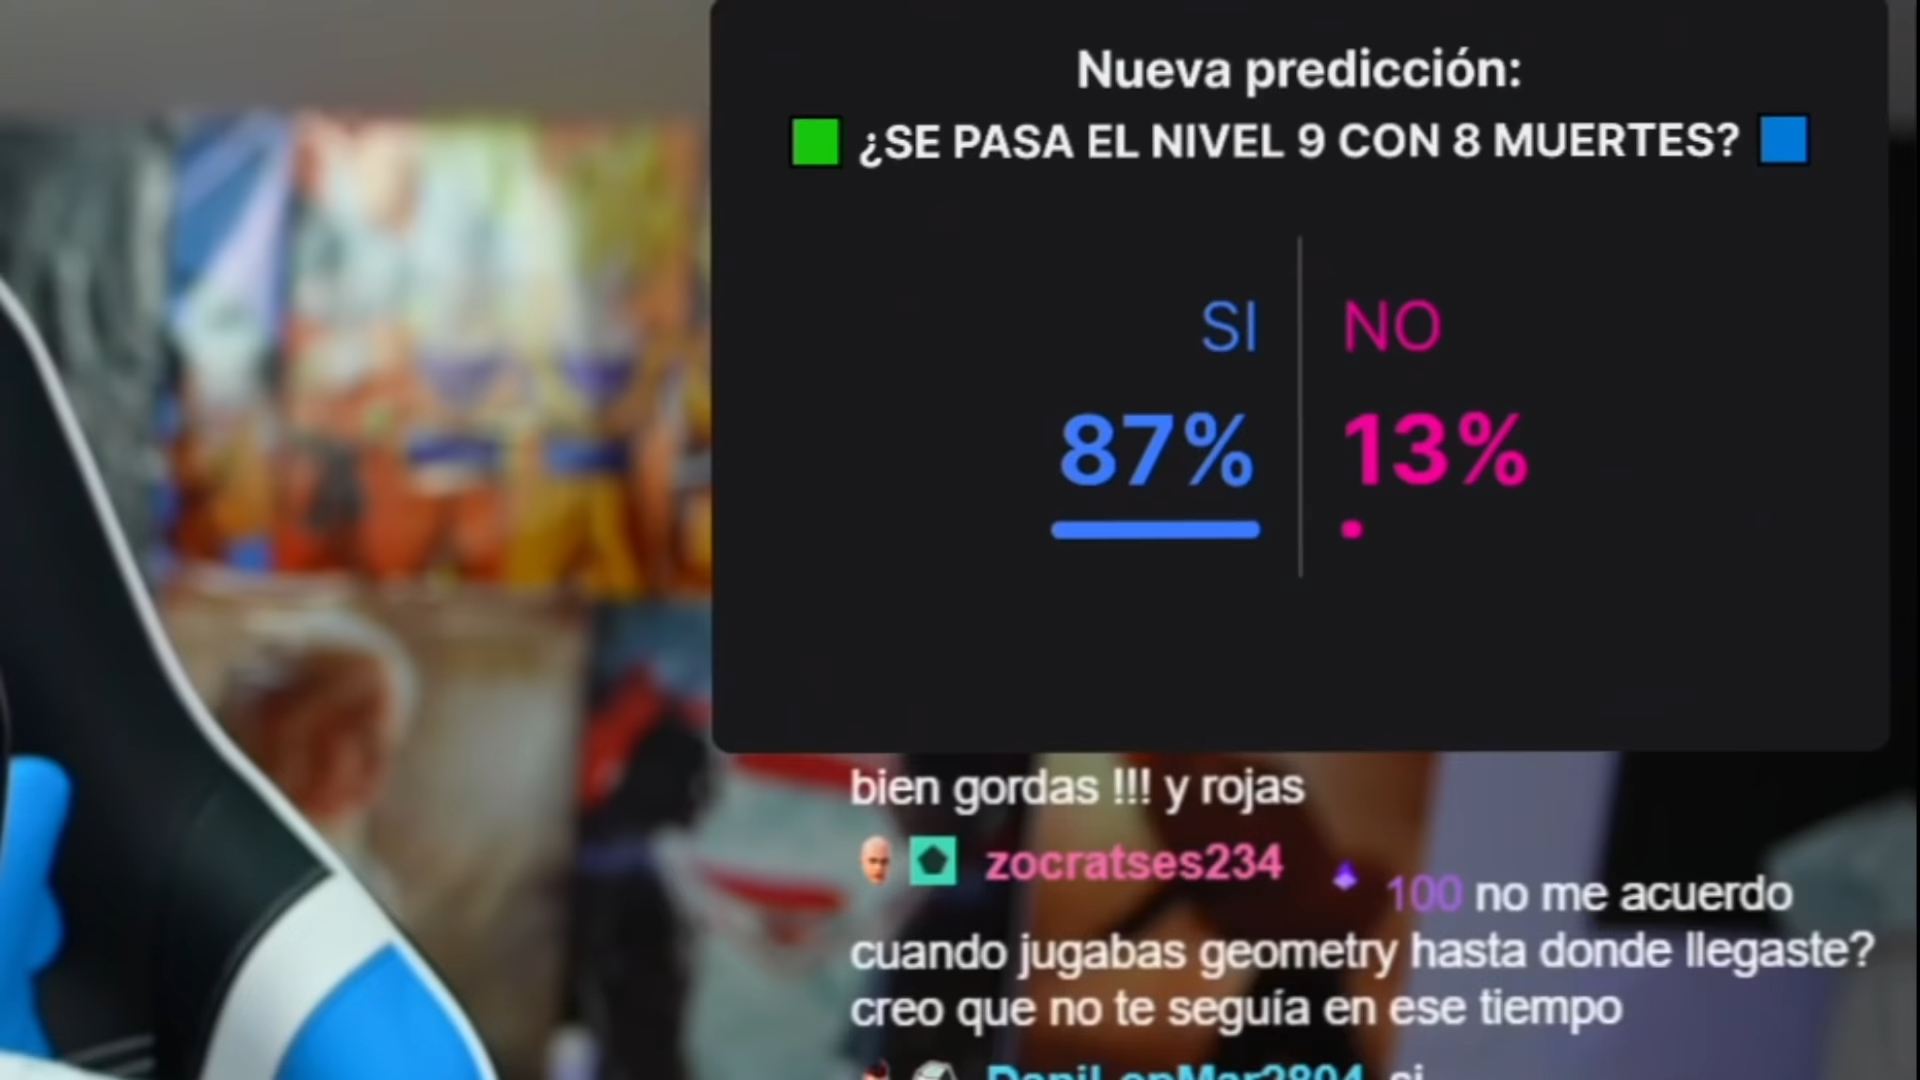 Nueva predicción:
¿SE PASA EL NIVEL 9 CON 8 MUERTES?
SI
NO
87%
13%
bien gordas !!! y rojas
zocratses234 100 no me acuerdo
cuando jugabas geometry hasta donde llegaste?
creo que no te seguía en ese tiempo
si